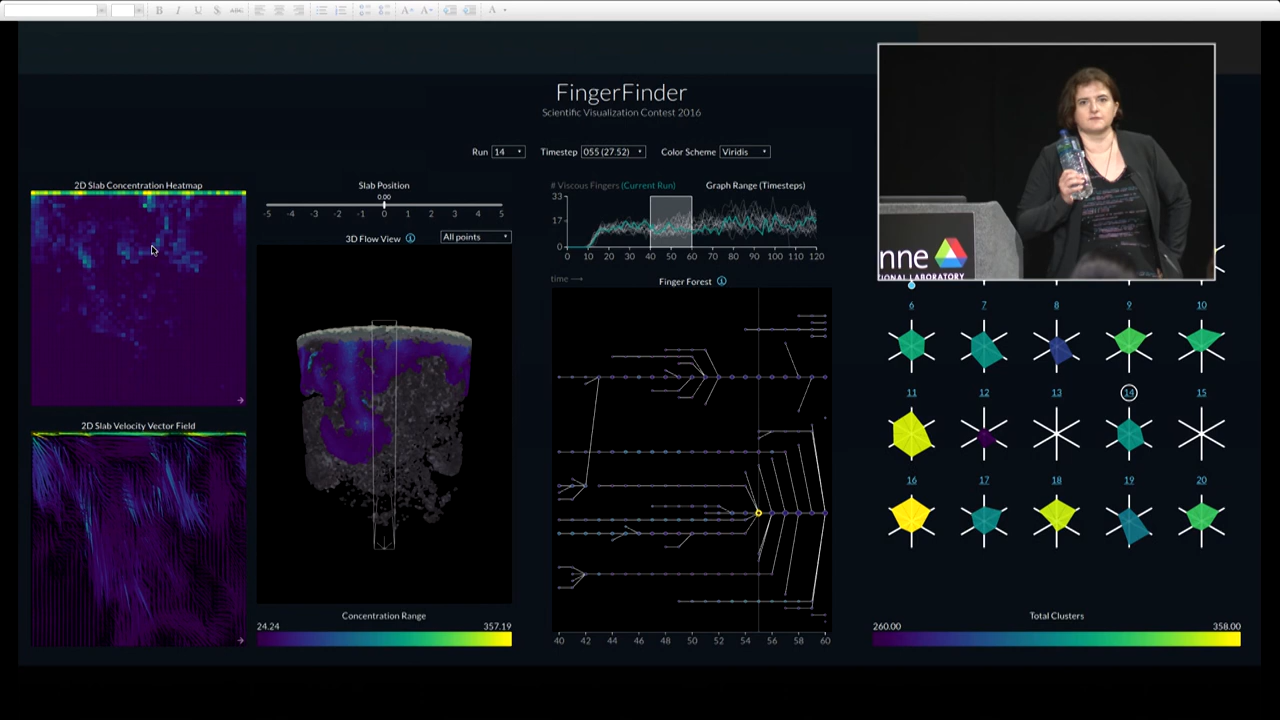 B I U S ABC
FingerFinder
Scientific Visualization Contest 2016
Run 14 Timestep 055 (27.52) Color Scheme Viridis
2D Slab Concentration Heatmap
Slab Position
0.00
-5 -4 -3 -2 -1 0 1 2 3 4 5
3D Flow View All points
# Viscous Fingers (Current Run) Graph Range (Timesteps)
33
17
0
0 10 20 30 40 50 60 70 80 90 100 120
time
Finger Forest
2D Slab Velocity Vector Field
Concentration Range
24.24 357.19
40 42 44 46 48 50 52 54 56 58 60
nne
IONAL LABORATORY
6 7 8 9 10
11 12 13 14 15
16 17 18 19 20
Total Clusters
260.00 358.00